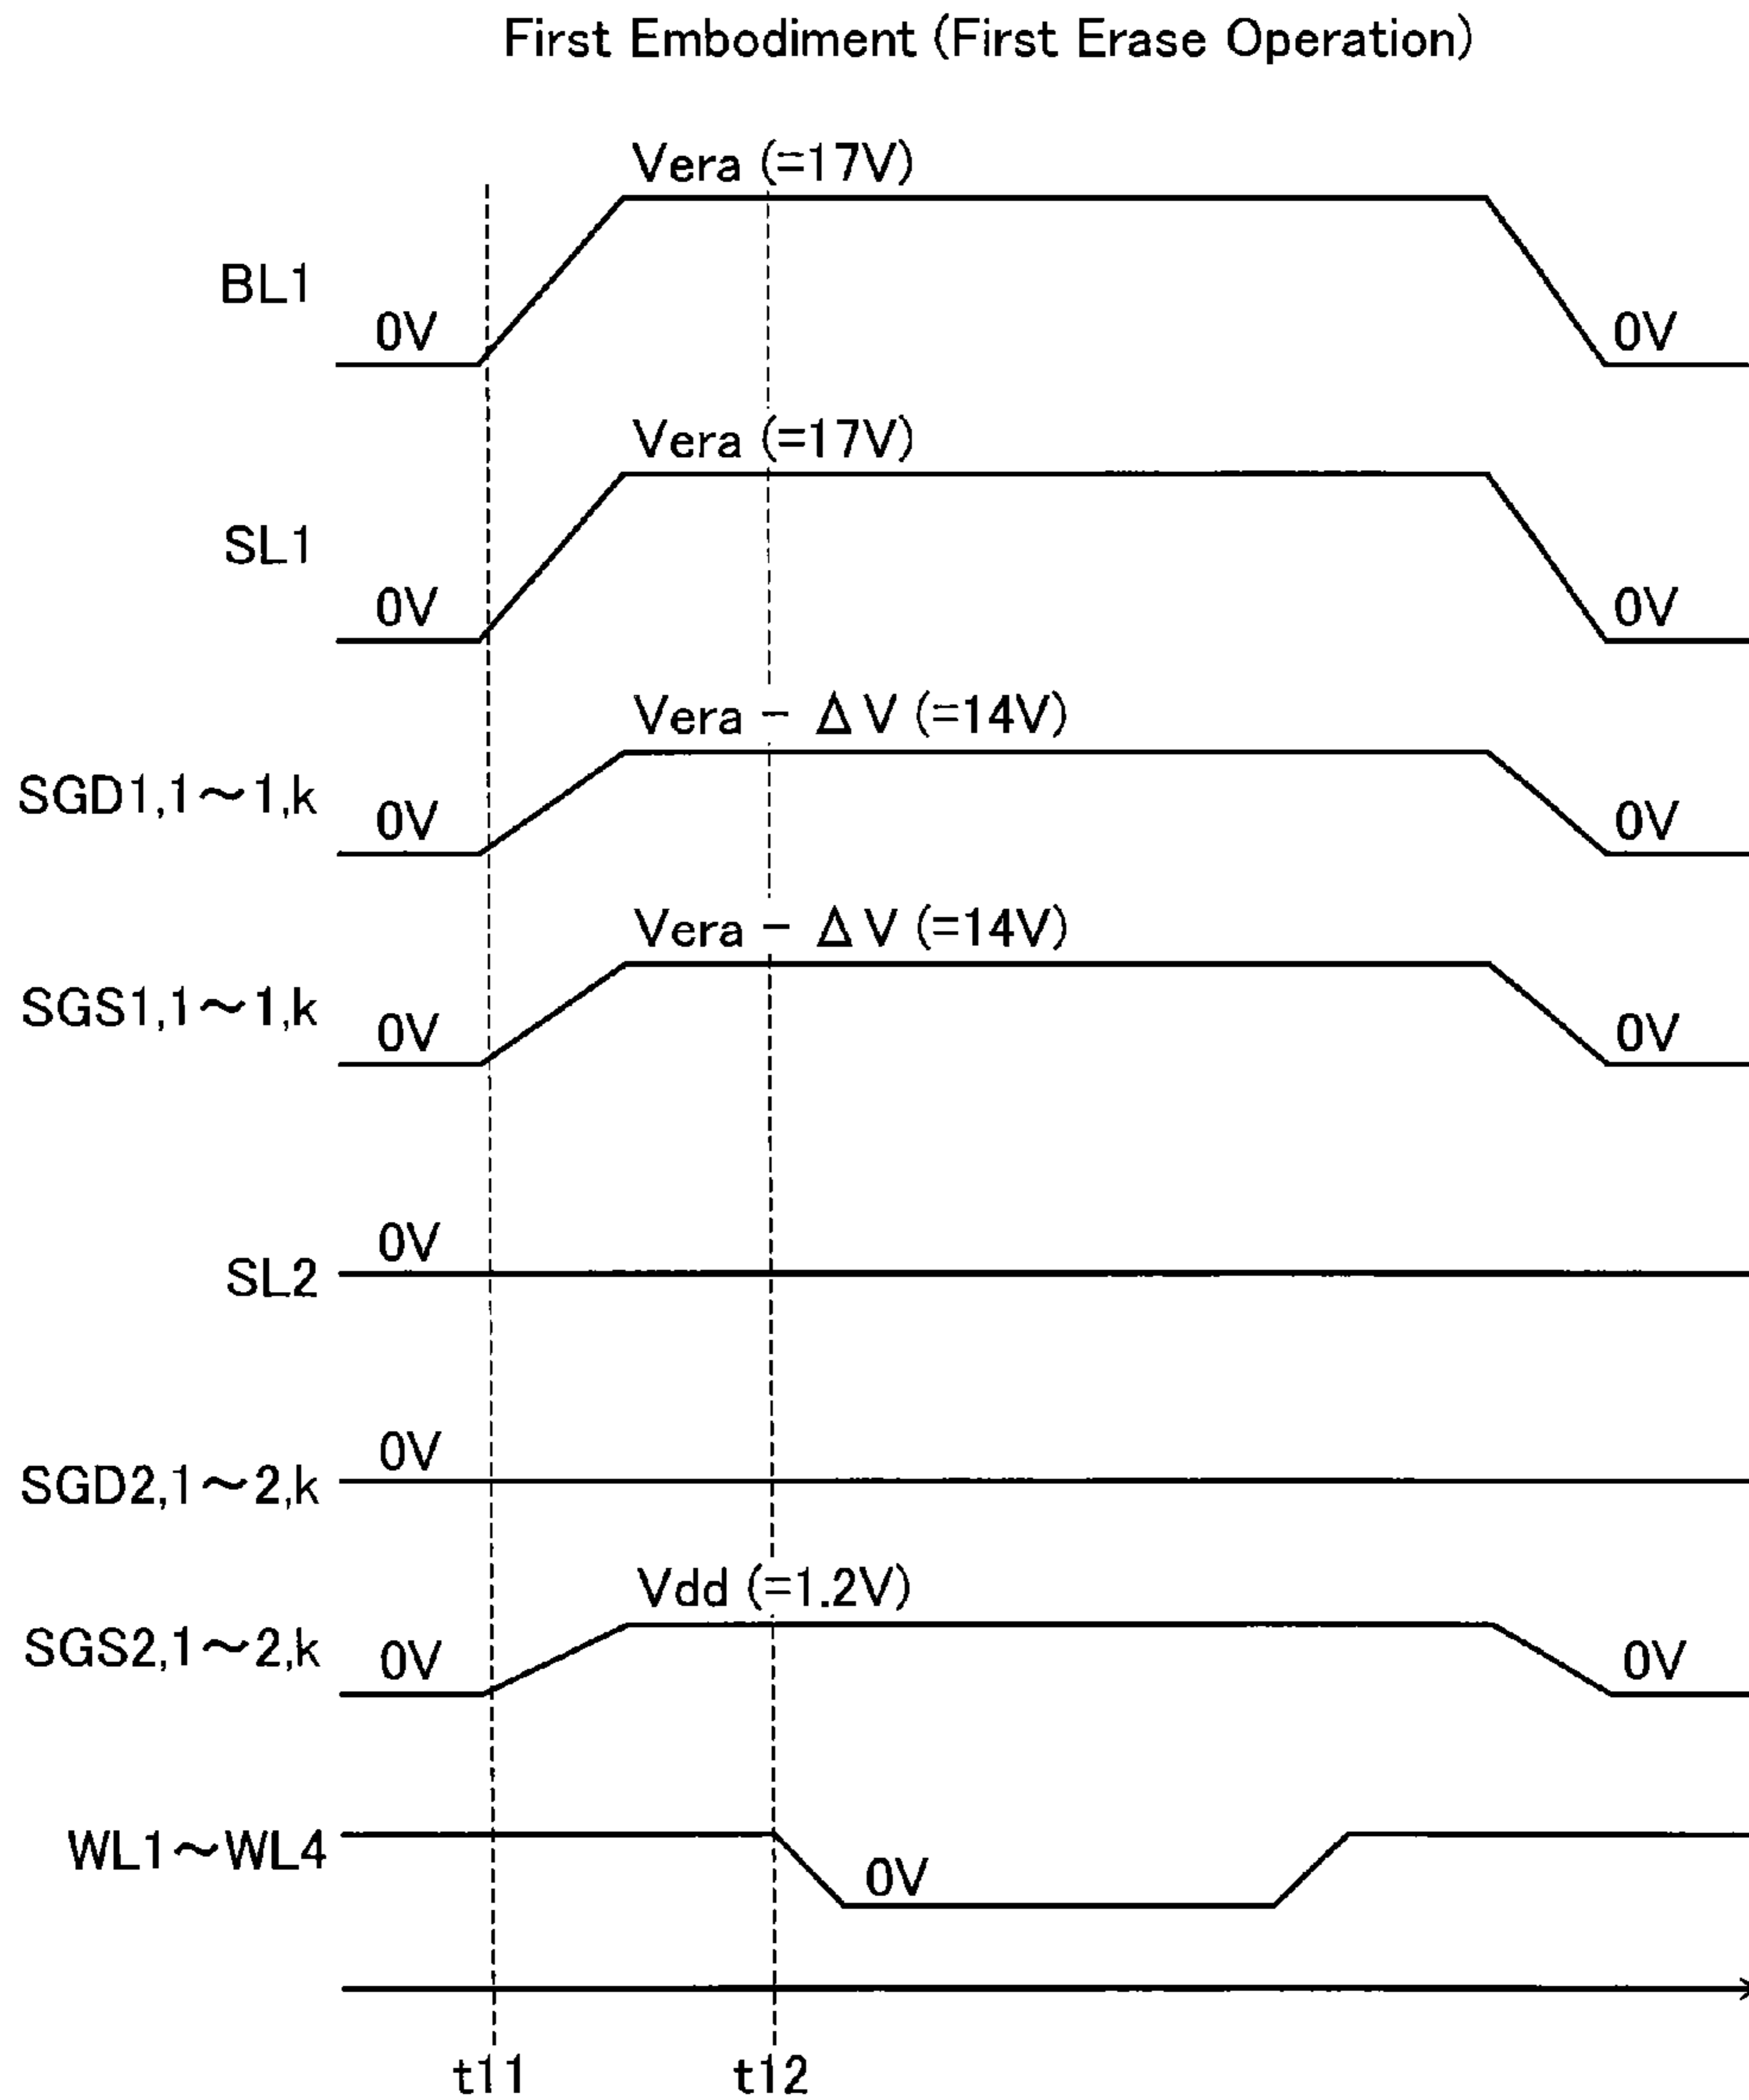 First Embodiment (First Erase Operation)
Vera (=17V)
BL1
0V
0V
Vera (=17V)
SL1
0V
0V
Vera − ΔV (=14V)
SGD1,1～1,k
0V
0V
Vera − ΔV (=14V)
SGS1,1～1,k
0V
0V
0V
SL2
0V
SGD2,1～2,k
Vdd (=1.2V)
SGS2,1～2,k
0V
0V
WL1～WL4
0V
t11
t12